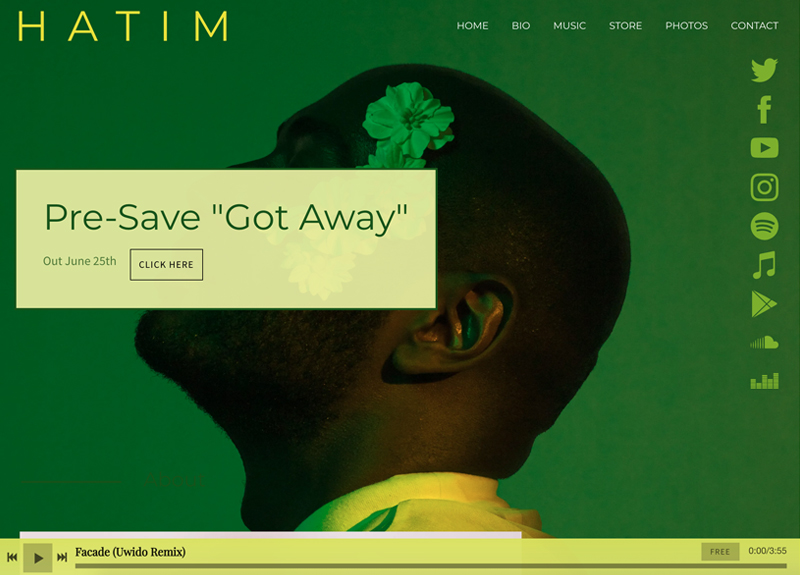 HATIM
HOME BIO MUSIC STORE PHOTOS CONTACT
Pre-Save "Got Away"
Out June 25th CLICK HERE
Facade (Uwido Remix) FREE 0:00/3:55